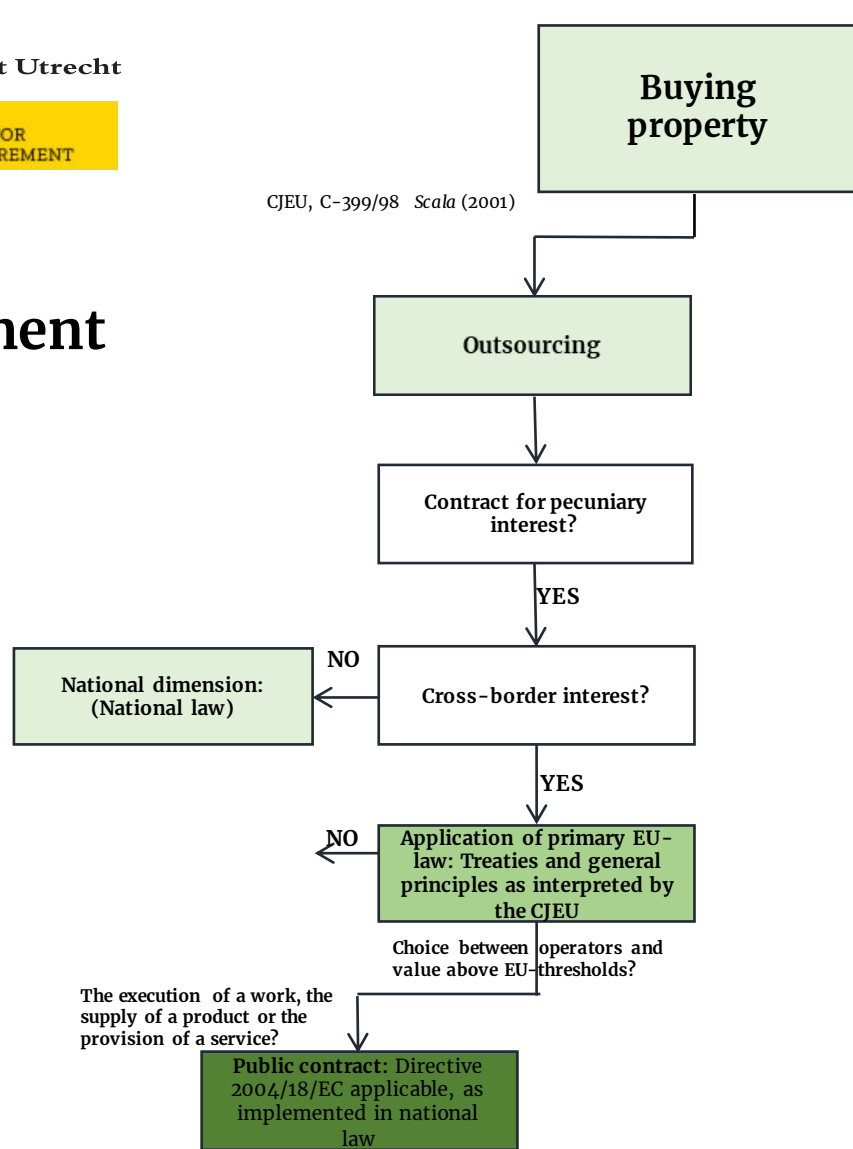 t Utrecht
OR
REMENT
Buying
property
CJEU, C-399/98 Scala (2001)
nent
Outsourcing
Contract for pecuniary
interest?
YES
NO
National dimension:
(National law)
Cross-border interest?
YES
NO
Application of primary EU-
law: Treaties and general
principles as interpreted by
the CJEU
Choice between operators and
value above EU-thresholds?
The execution of a work, the
supply of a product or the
provision of a service?
Public contract: Directive
2004/18/EC applicable, as
implemented in national
law